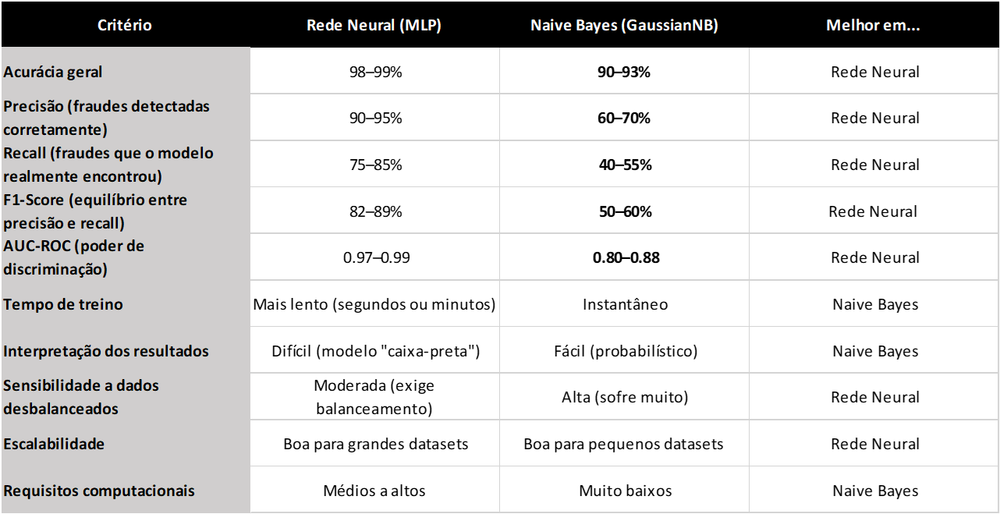 Critério Rede Neural (MLP) Naive Bayes (GaussianNB) Melhor em...
Acurácia geral 98–99% 90–93% Rede Neural
Precisão (fraudes detectadas
corretamente) 90–95% 60–70% Rede Neural
Recall (fraudes que o modelo
realmente encontrou) 75–85% 40–55% Rede Neural
F1-Score (equilíbrio entre
precisão e recall) 82–89% 50–60% Rede Neural
AUC-ROC (poder de
discriminação) 0.97–0.99 0.80–0.88 Rede Neural
Tempo de treino Mais lento (segundos ou minutos) Instantâneo Naive Bayes
Interpretação dos resultados Difícil (modelo "caixa-preta") Fácil (probabilístico) Naive Bayes
Sensibilidade a dados
desbalanceados Moderada (exige
balanceamento) Alta (sofre muito) Rede Neural
Escalabilidade Boa para grandes datasets Boa para pequenos datasets Rede Neural
Requisitos computacionais Médios a altos Muito baixos Naive Bayes